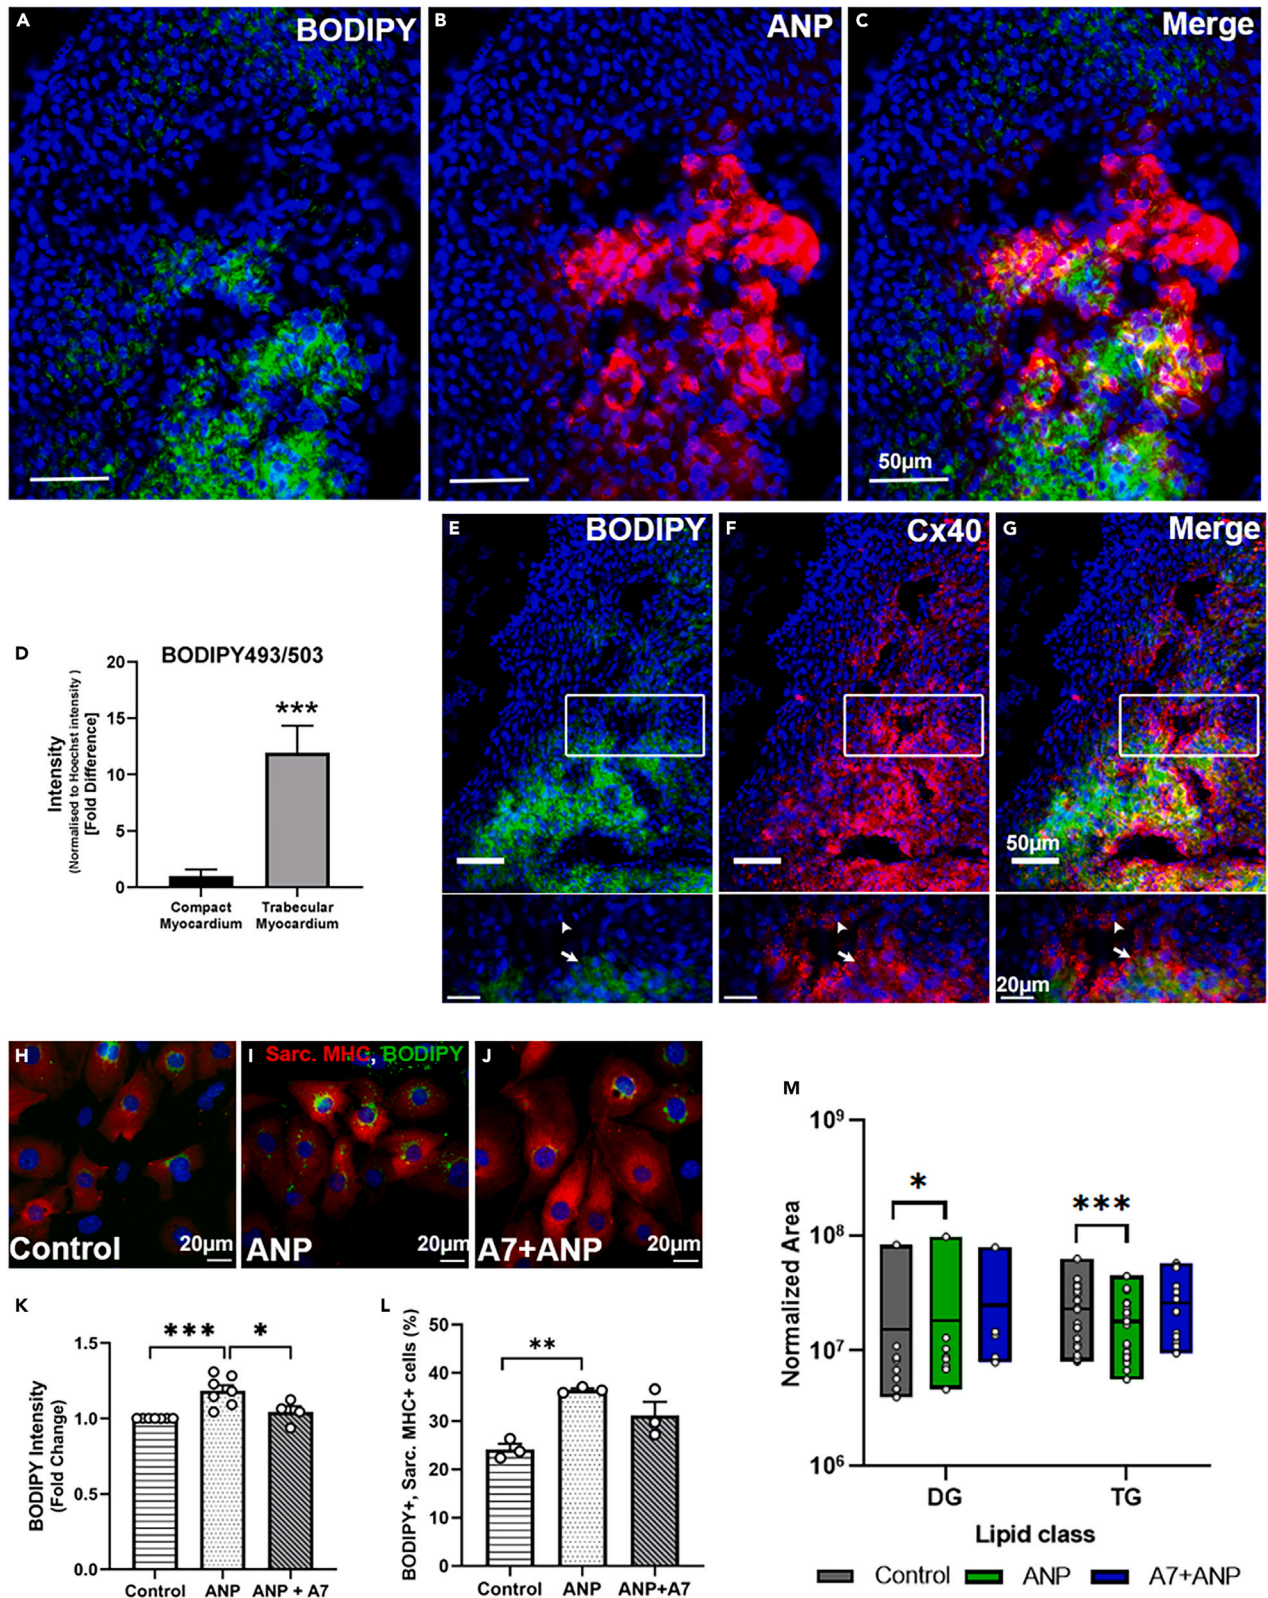 A
BODIPY
B
ANP
C
Merge
50µm
D
BODIPY493/503
Intensity
(Normalised to Hoechst intensity )
[Fold Difference]
20
15
10
5
0
***
Compact
Myocardium
Trabecular
Myocardium
E
BODIPY
F
Cx40
G
Merge
50µm
20µm
H
Control
20µm
I
Sarc. MHC, BODIPY
ANP
20µm
J
A7+ANP
20µm
K
BODIPY Intensity
(Fold Change)
1.5
1.0
0.5
0.0
***
*
Control
ANP
ANP + A7
L
BODIPY+, Sarc. MHC+ cells (%)
50
40
30
20
10
0
**
Control
ANP
ANP+A7
M
Normalized Area
10⁹
10⁸
10⁷
10⁶
*
***
DG
TG
Lipid class
Control
ANP
A7+ANP